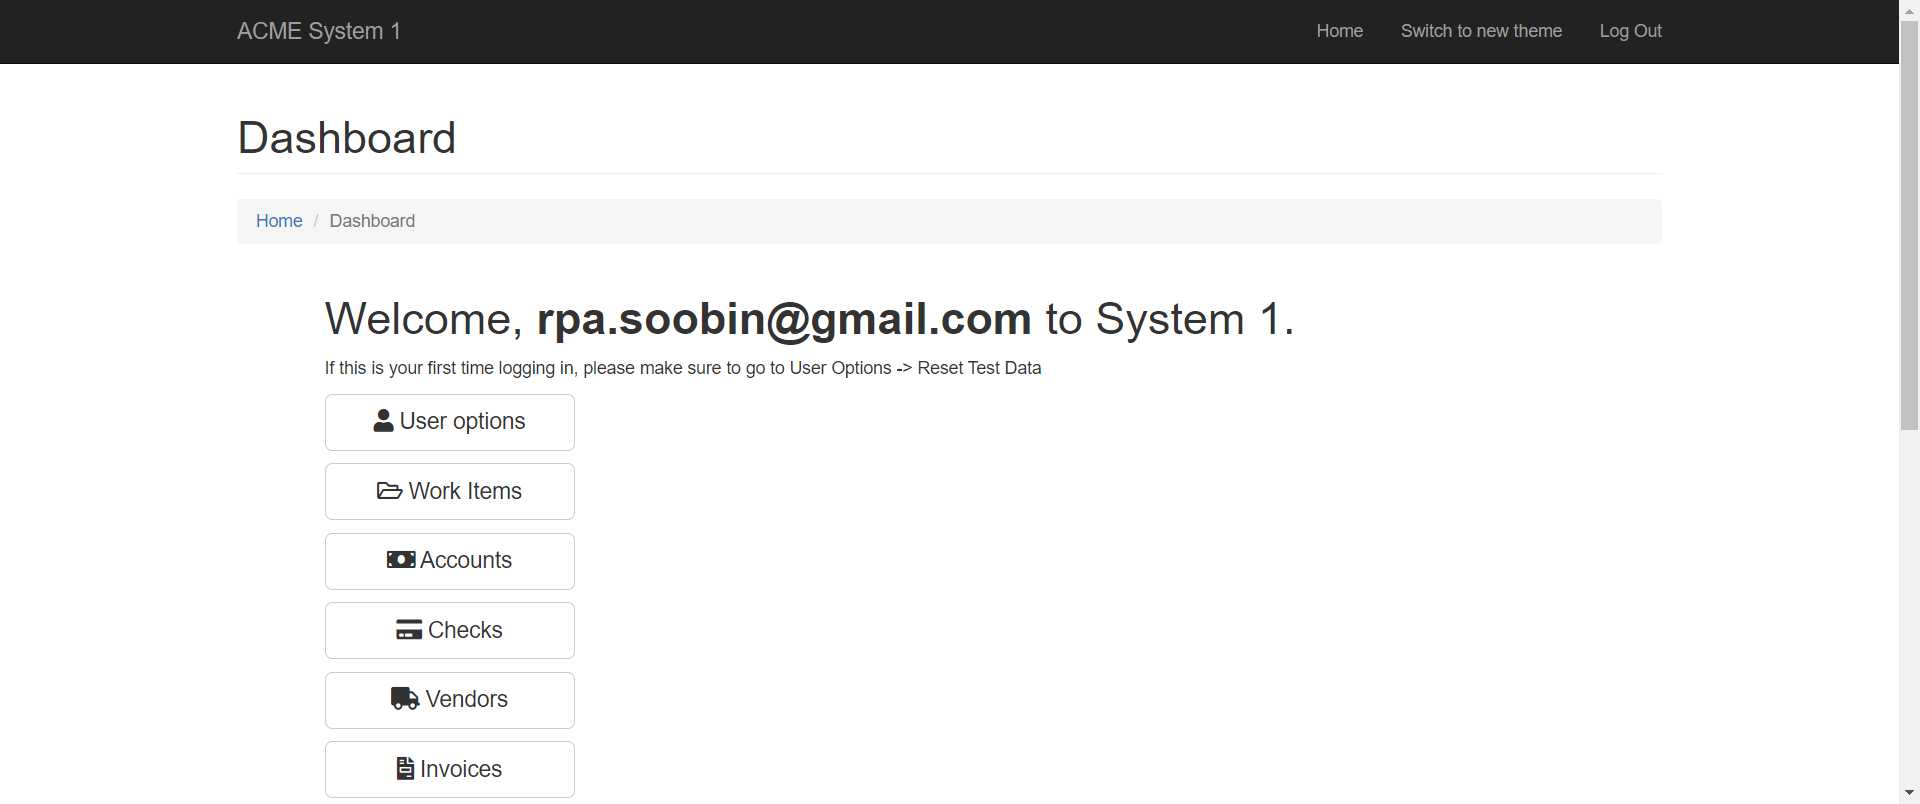 ACME System 1
Home Switch to new theme Log Out
Dashboard
Home / Dashboard
Welcome, rpa.soobin@gmail.com to System 1.
If this is your first time logging in, please make sure to go to User Options -> Reset Test Data
User options
Work Items
Accounts
Checks
Vendors
Invoices